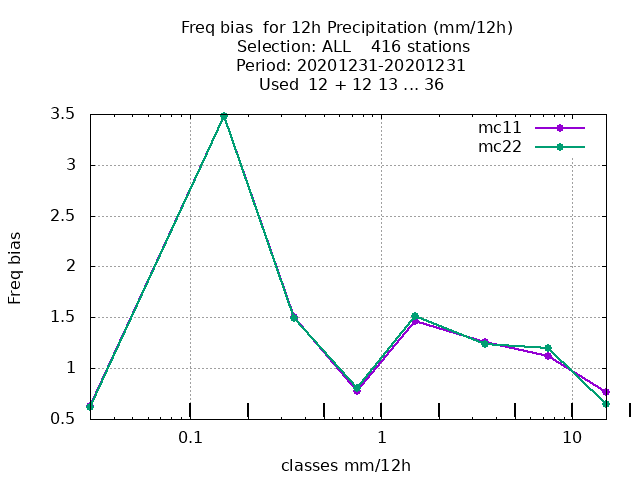 Freq bias  for 12h Precipitation (mm/12h)
Selection: ALL    416 stations
Period: 20201231-20201231
Used  12 + 12 13 ... 36
mc11
mc22
3.5
3
2.5
2
1.5
1
0.5
Freq bias
0.1 1 10
classes mm/12h